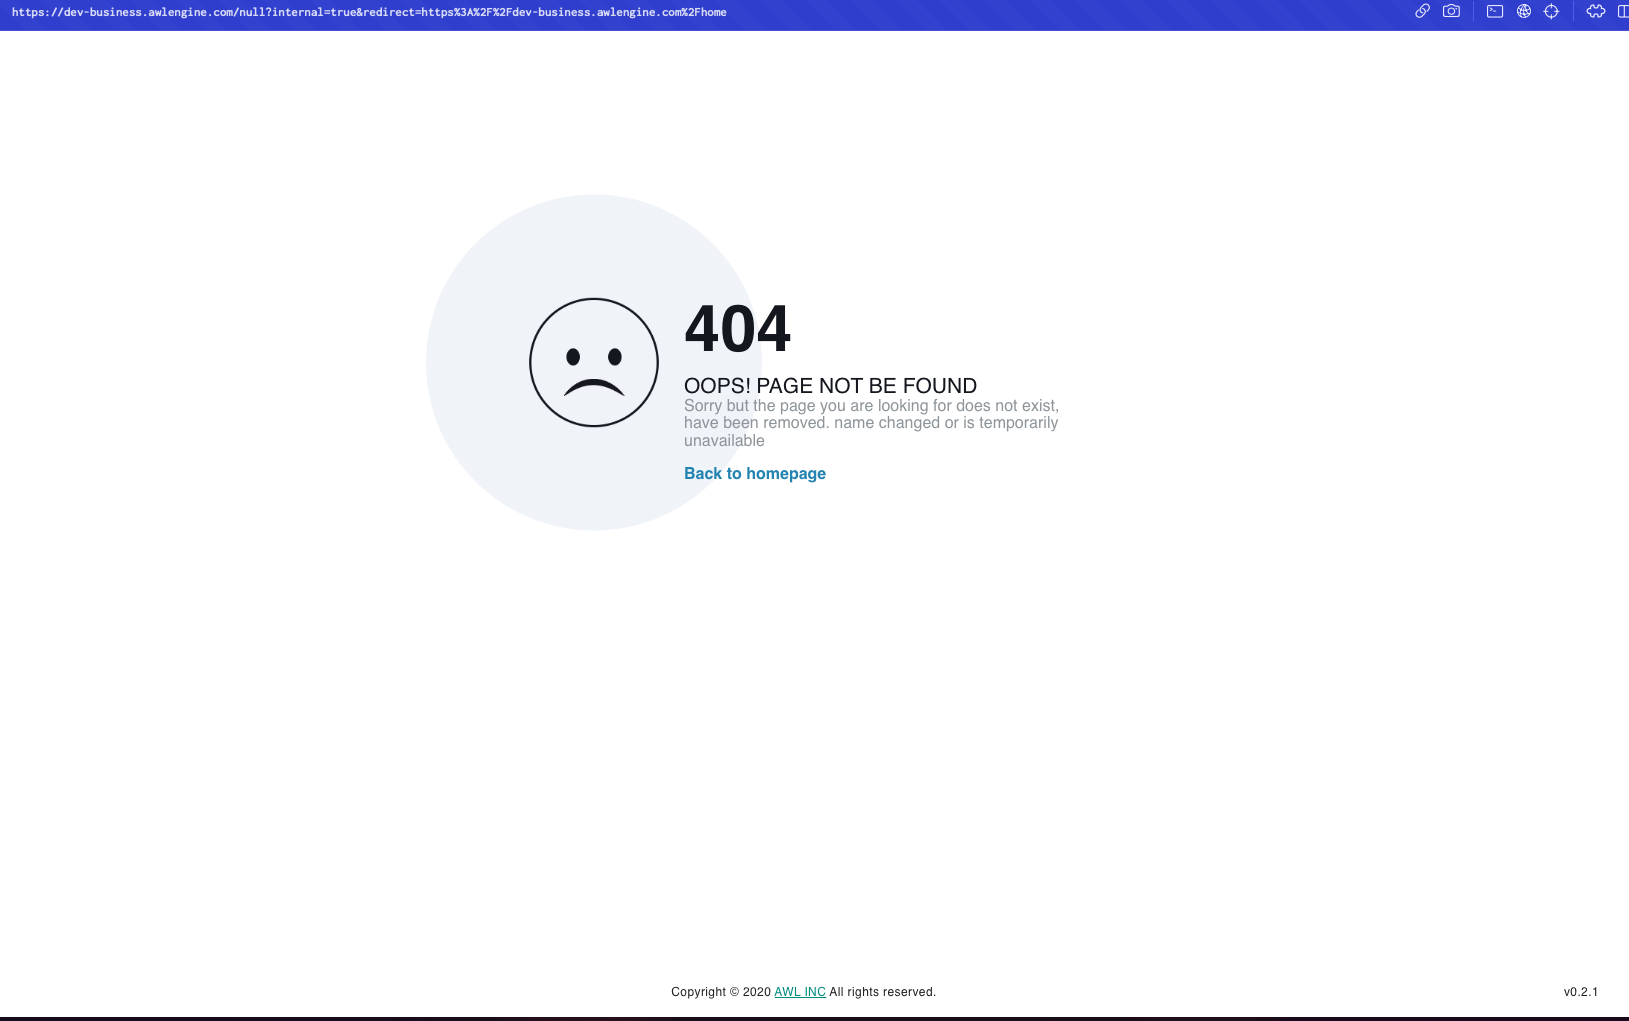 https://dev-business.awlengine.com/null?internal=true&redirect=https%3A%2F%2Fdev-business.awlengine.com%2Fhome
404
OOPS! PAGE NOT BE FOUND
Sorry but the page you are looking for does not exist,
have been removed. name changed or is temporarily
unavailable
Back to homepage
Copyright © 2020 AWL INC All rights reserved.
v0.2.1